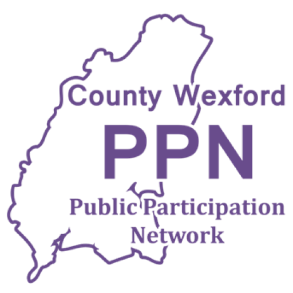 County Wexford
PPN
Public Participation
Network